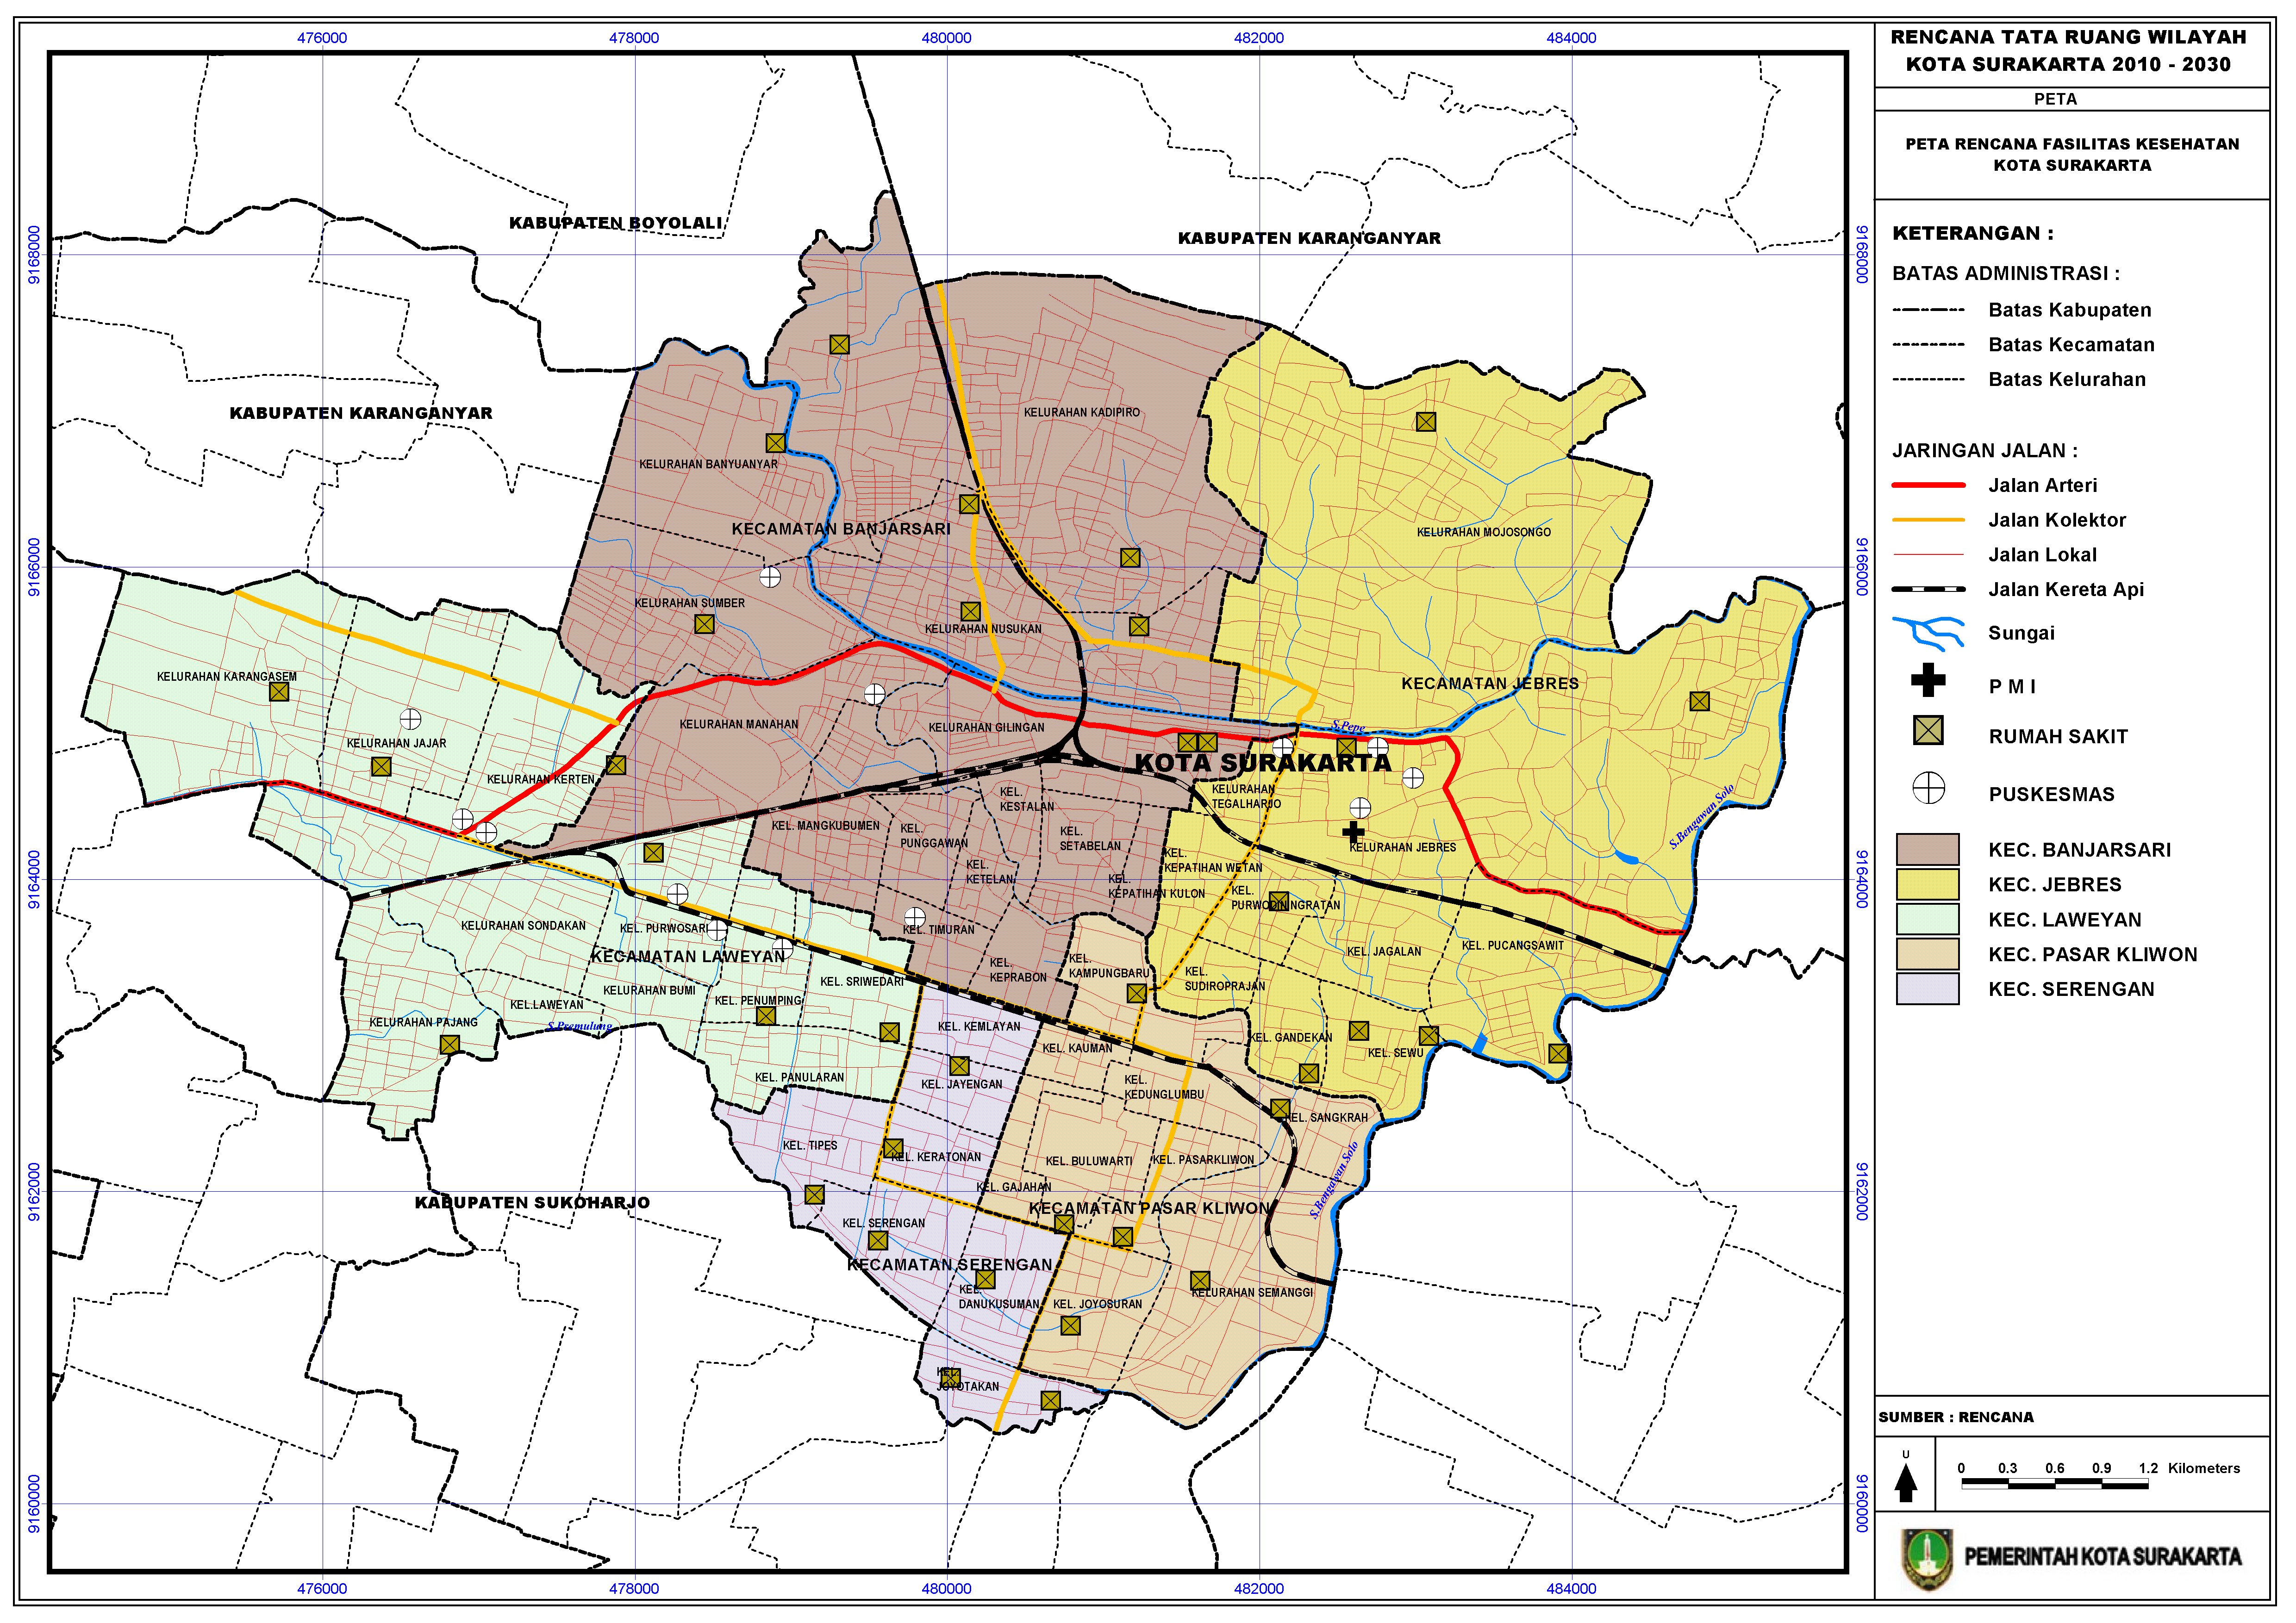 476000
478000
480000
482000
484000
RENCANA TATA RUANG WILAYAH
KOTA SURAKARTA 2010 - 2030
PETA
PETA RENCANA FASILITAS KESEHATAN
KOTA SURAKARTA
KETERANGAN :
BATAS ADMINISTRASI :
Batas Kabupaten
Batas Kecamatan
Batas Kelurahan
JARINGAN JALAN :
Jalan Arteri
Jalan Kolektor
Jalan Lokal
Jalan Kereta Api
Sungai
P M I
RUMAH SAKIT
PUSKESMAS
KEC. BANJARSARI
KEC. JEBRES
KEC. LAWEYAN
KEC. PASAR KLIWON
KEC. SERENGAN
SUMBER : RENCANA
U
0 0.3 0.6 0.9 1.2 Kilometers
PEMERINTAH KOTA SURAKARTA
9168000
9168000
9166000
9166000
9164000
9164000
9162000
9162000
9160000
9160000
KABUPATEN BOYOLALI
KABUPATEN KARANGANYAR
KABUPATEN KARANGANYAR
KELURAHAN KADIPIRO
KELURAHAN BANYUANYAR
KECAMATAN BANJARSARI
KELURAHAN MOJOSONGO
KELURAHAN SUMBER
KELURAHAN NUSUKAN
KELURAHAN KARANGASEM
KECAMATAN JEBRES
KELURAHAN MANAHAN
KELURAHAN GILINGAN
S.Pepe
KELURAHAN JAJAR
KOTA SURAKARTA
KELURAHAN KERTEN
KELURAHAN
TEGALHARJO
KEL.
KESTALAN
S.Bengawan Solo
KEL. MANGKUBUMEN
KEL.
PUNGGAWAN
KEL.
SETABELAN
KELURAHAN JEBRES
KEL.
KEPATIHAN WETAN
KEL.
KETELAN
KEL.
KEPATIHAN KULON
KEL.
PURWODININGRATAN
KELURAHAN SONDAKAN
KEL. PURWOSARI
KEL. TIMURAN
KEL. JAGALAN
KEL. PUCANGSAWIT
KECAMATAN LAWEYAN
KEL.
KEPRABON
KEL.
KAMPUNGBARU
KEL.
SUDIROPRAJAN
KEL. SRIWEDARI
KELURAHAN BUMI
KEL. PENUMPING
KEL.LAWEYAN
KELURAHAN PAJANG
S.Premulung
KEL. KEMLAYAN
KEL. KAUMAN
KEL. GANDEKAN
KEL. SEWU
KEL. PANULARAN
KEL. JAYENGAN
KEL.
KEDUNGLUMBU
KEL. SANGKRAH
KEL. TIPES
KEL. KERATONAN
KEL. BULUWARTI
KEL. PASARKLIWON
S.Bengawan Solo
KEL. GAJAHAN
KABUPATEN SUKOHARJO
KECAMATAN PASAR KLIWON
KEL. SERENGAN
KECAMATAN SERENGAN
KEL.
DANUKUSUMAN
KEL. JOYOSURAN
KELURAHAN SEMANGGI
KEL.
JOYOTAKAN
476000
478000
480000
482000
484000